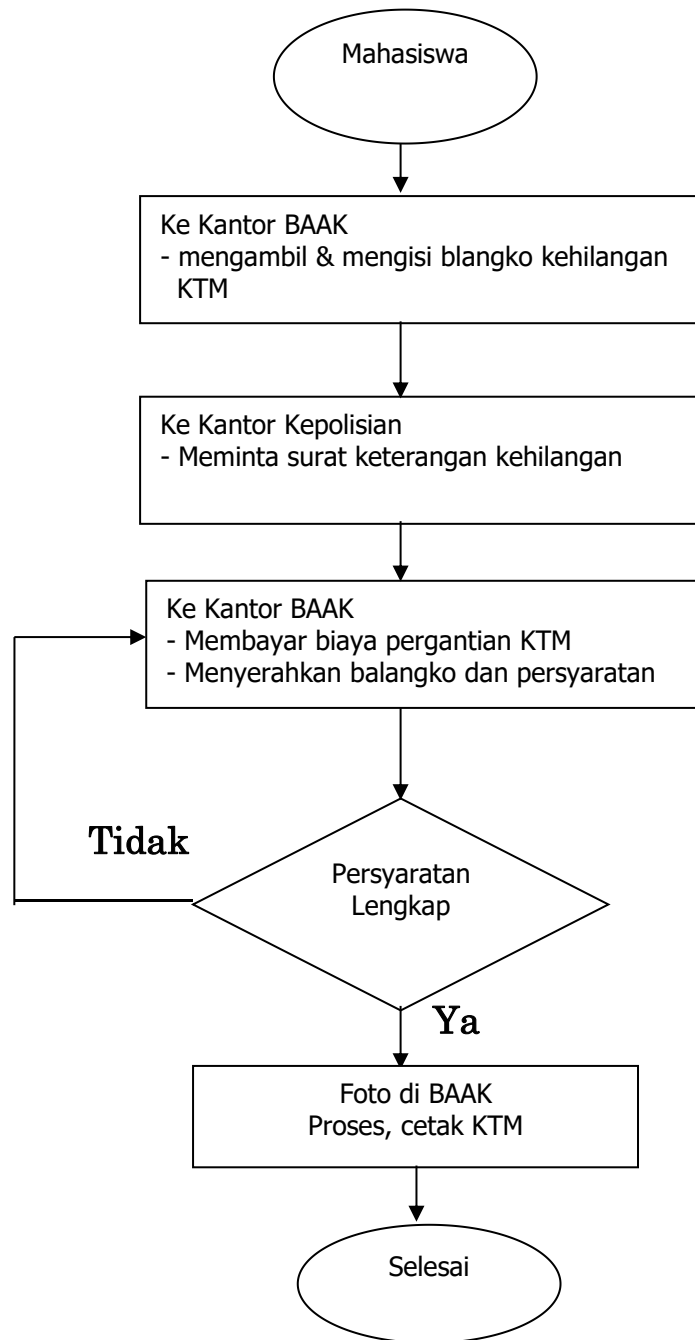 Mahasiswa
Ke Kantor BAAK
- mengambil & mengisi blangko kehilangan
KTM
Ke Kantor Kepolisian
- Meminta surat keterangan kehilangan
Ke Kantor BAAK
- Membayar biaya pergantian KTM
- Menyerahkan balangko dan persyaratan
Tidak
Persyaratan
Lengkap
Ya
Foto di BAAK
Proses, cetak KTM
Selesai